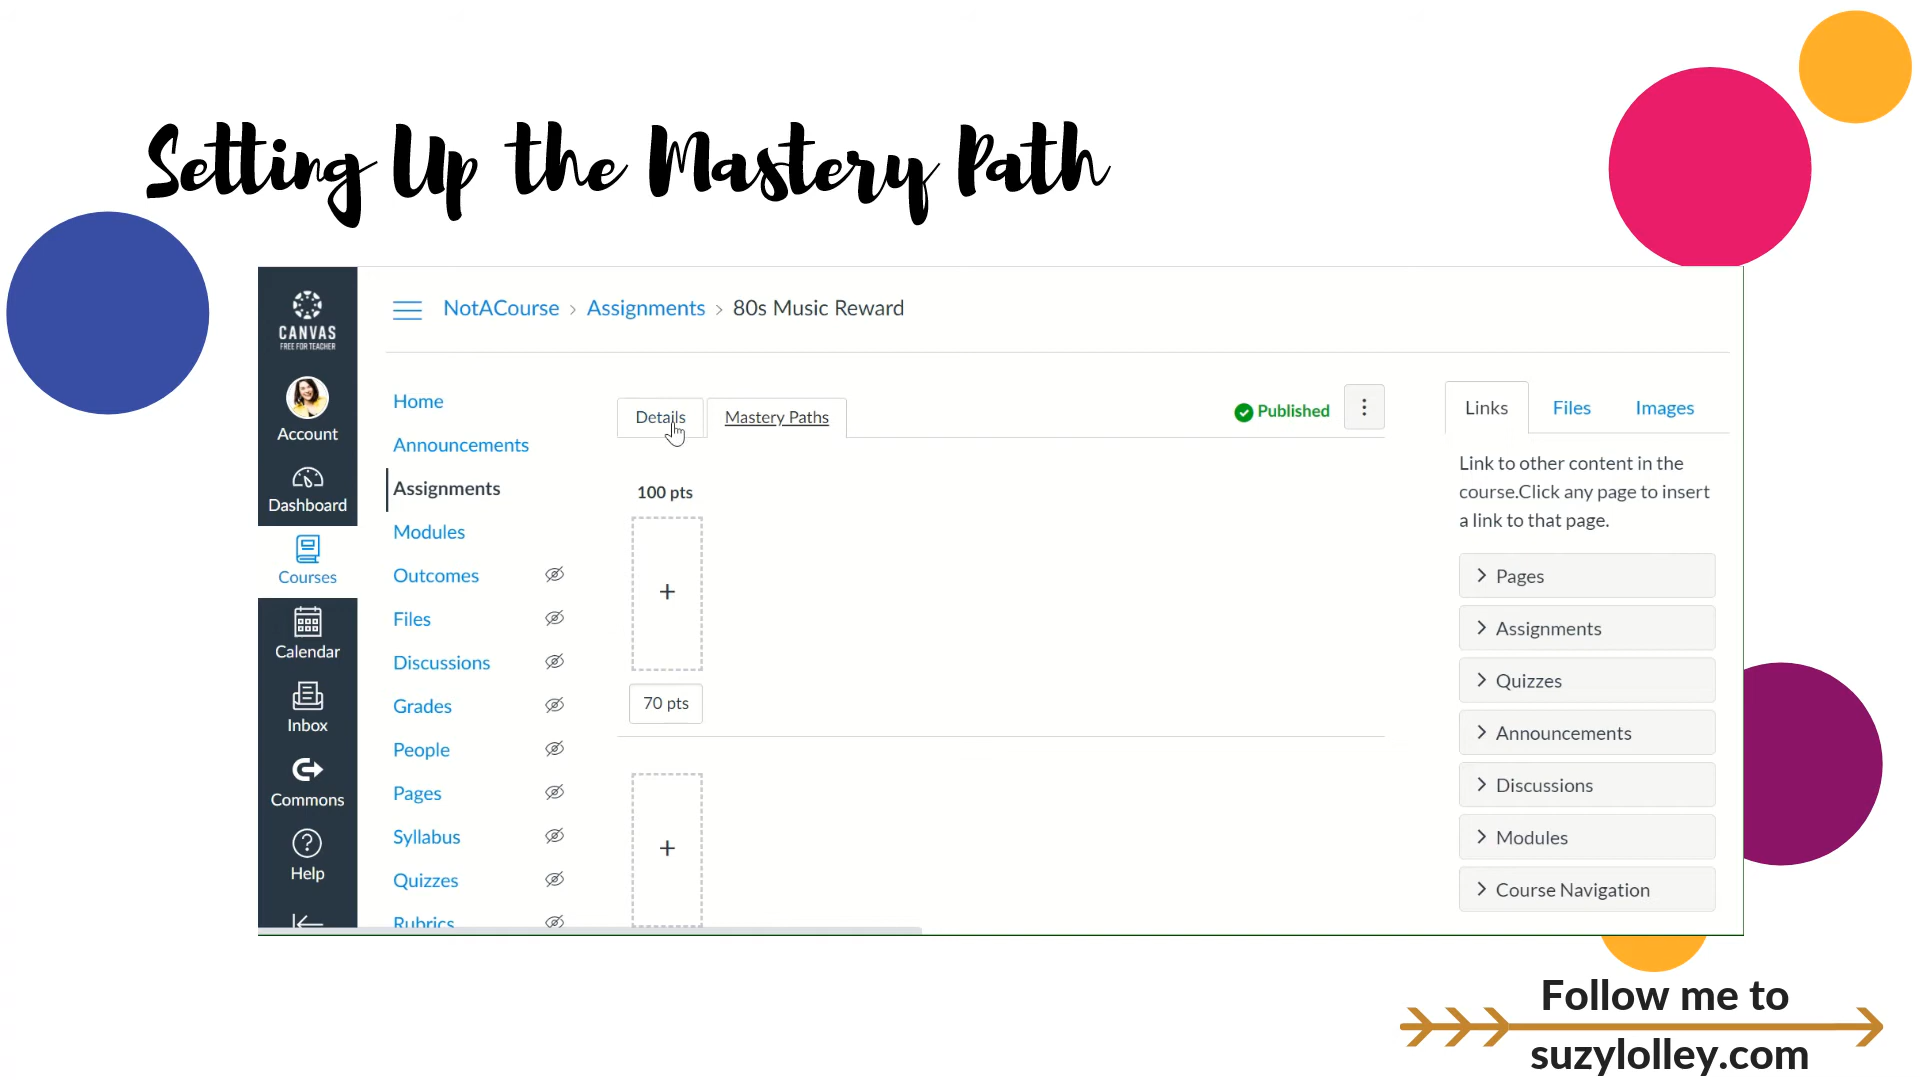 Setting Up the Mastery Path
CANVAS
FREE FOR TEACHER
Account
Dashboard
Courses
Calendar
Inbox
Commons
Help
NotACourse › Assignments › 80s Music Reward
Home
Announcements
Assignments
Modules
Outcomes
Files
Discussions
Grades
People
Pages
Syllabus
Quizzes
Rubrics
Details
Mastery Paths
Published
100 pts
+
70 pts
+
Links
Files
Images
Link to other content in the
course.Click any page to insert
a link to that page.
Pages
Assignments
Quizzes
Announcements
Discussions
Modules
Course Navigation
Follow me to
suzylolley.com